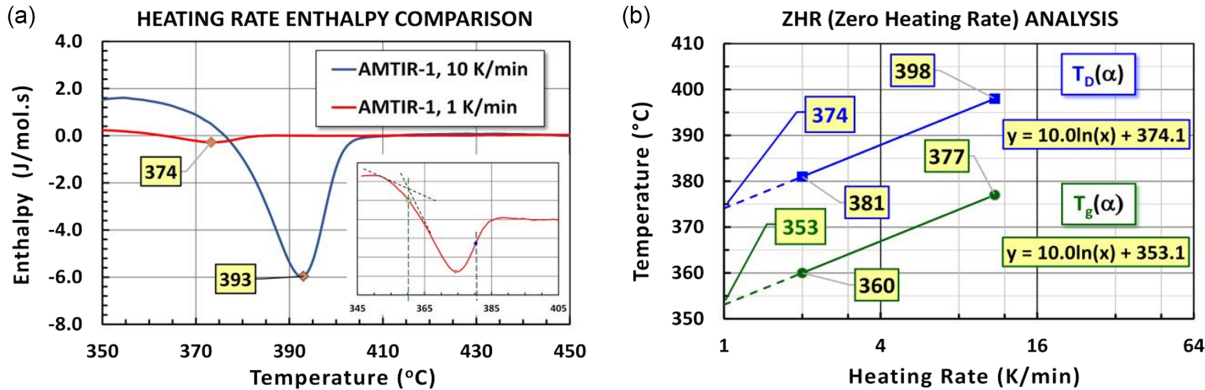 (a)
HEATING RATE ENTHALPY COMPARISON
Enthalpy (J/mol.s)
4.0
2.0
0.0
-2.0
-4.0
-6.0
-8.0
AMTIR-1, 10 K/min
AMTIR-1, 1 K/min
374
393
345 365 385 405
350 370 390 410 430 450
Temperature (°C)
(b)
ZHR (Zero Heating Rate) ANALYSIS
Temperature (°C)
410
400
390
380
370
360
350
398
T_D(α)
374
y = 10.0ln(x) + 374.1
377
381
T_g(α)
353
y = 10.0ln(x) + 353.1
360
1 4 16 64
Heating Rate (K/min)